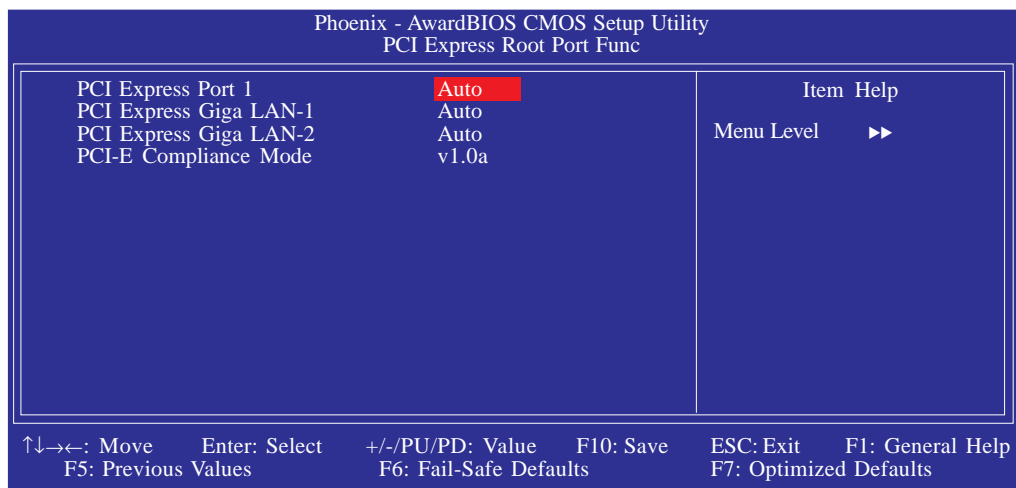 Phoenix - AwardBIOS CMOS Setup Utility
PCI Express Root Port Func
PCI Express Port 1 Auto
PCI Express Giga LAN-1 Auto
PCI Express Giga LAN-2 Auto
PCI-E Compliance Mode v1.0a
Item Help
Menu Level ►►
↑↓→←: Move Enter: Select +/-/PU/PD: Value F10: Save ESC: Exit F1: General Help
F5: Previous Values F6: Fail-Safe Defaults F7: Optimized Defaults